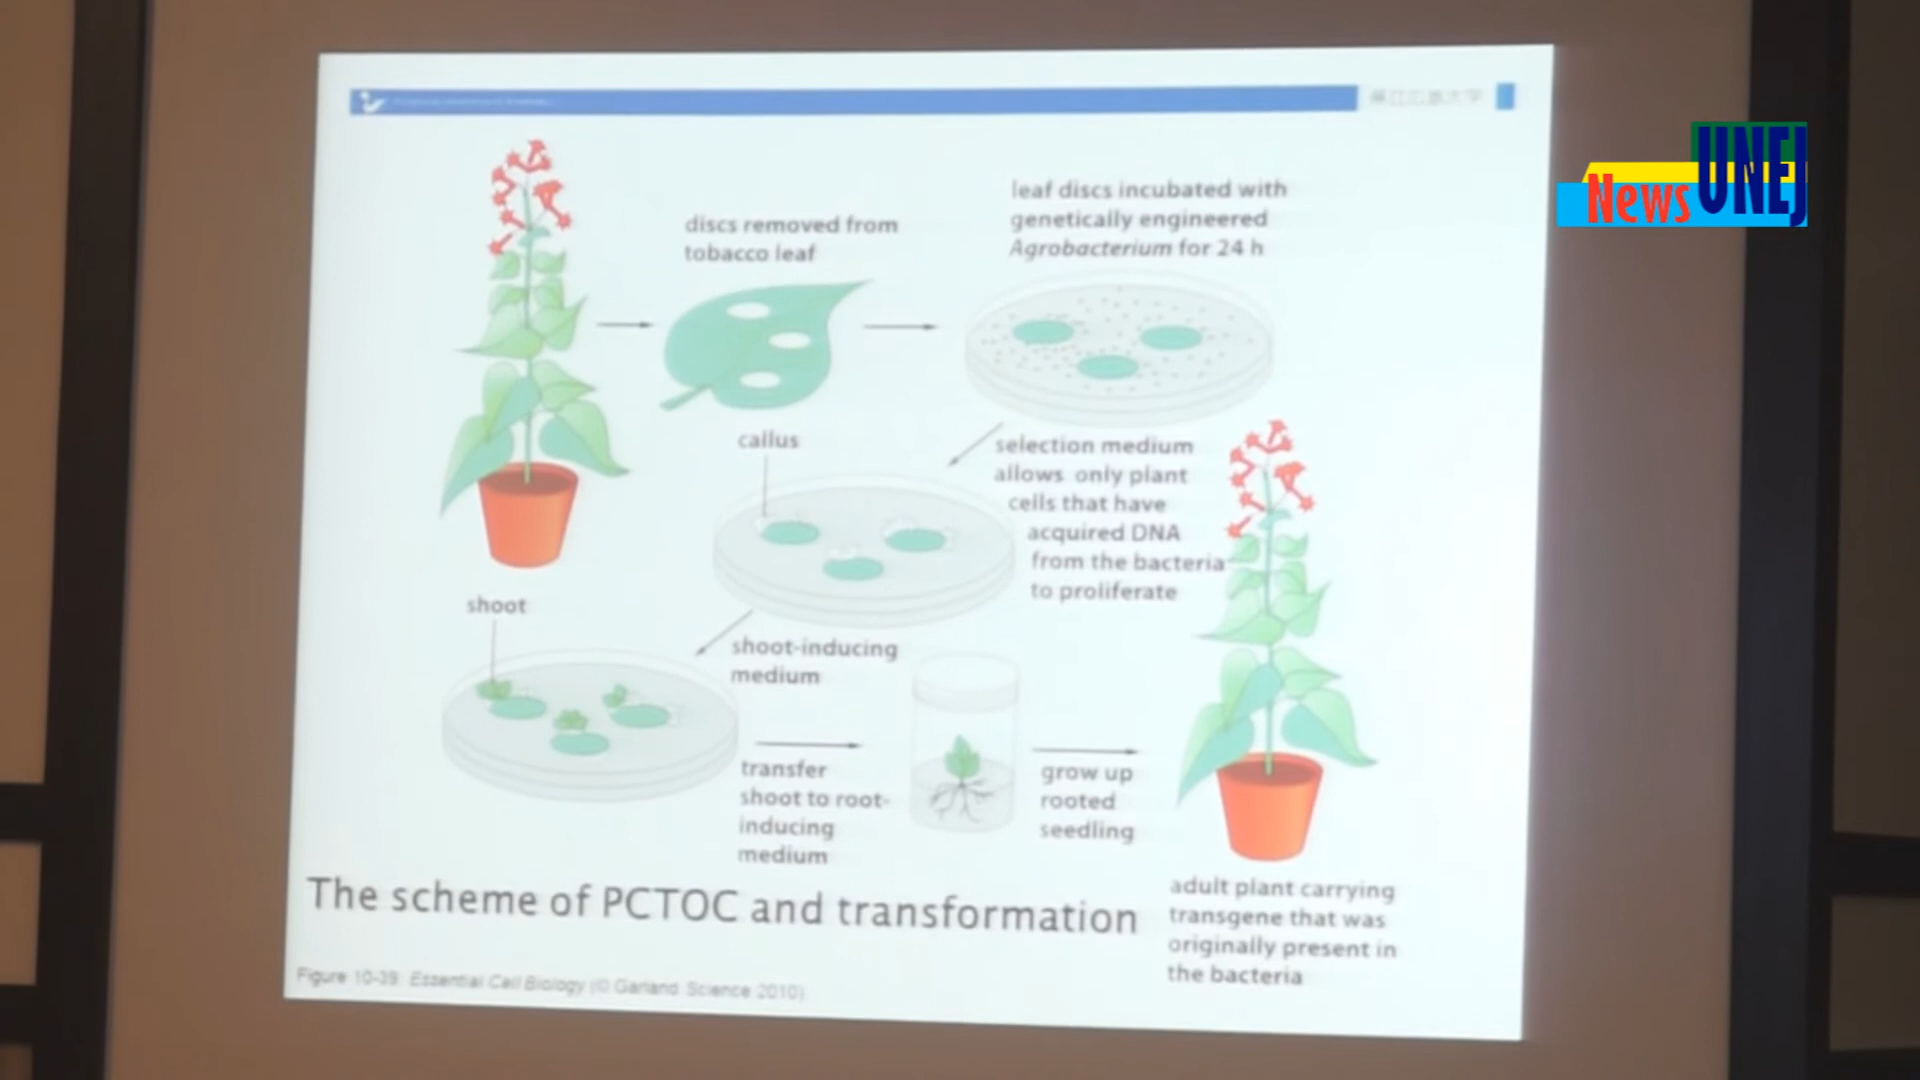 News UNEJ
discs removed from
tobacco leaf
leaf discs incubated with
genetically engineered
Agrobacterium for 24 h
callus
selection medium
allows only plant
cells that have
acquired DNA
from the bacteria
to proliferate
shoot
shoot-inducing
medium
transfer
shoot to root-
inducing
medium
grow up
rooted
seedling
adult plant carrying
transgene that was
originally present in
the bacteria
The scheme of PCTOC and transformation
Figure 10-39 Essential Cell Biology (© Garland Science 2010)